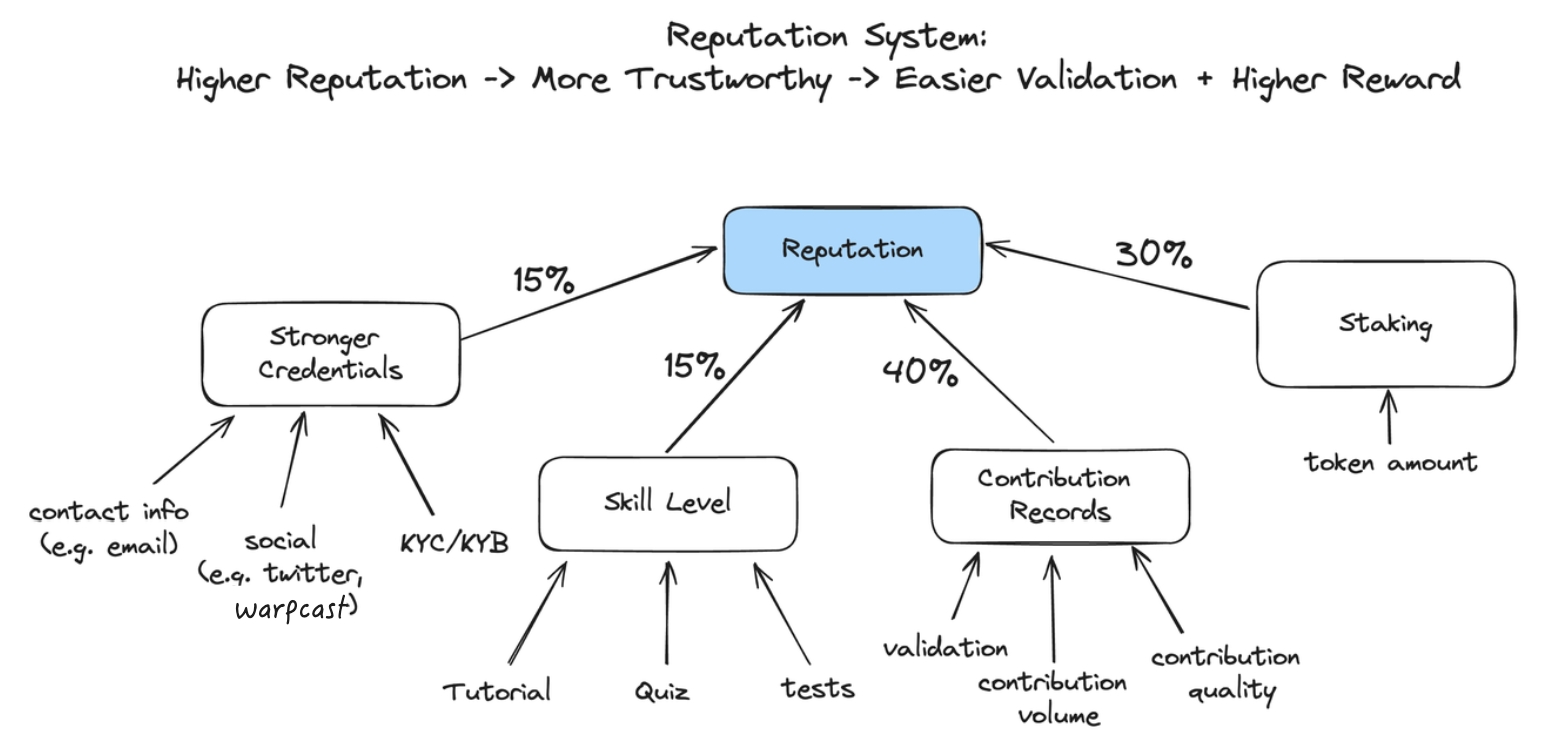 Reputation System:
Higher Reputation -> More Trustworthy -> Easier Validation + Higher Reward
Reputation
15%
30%
15%
40%
Stronger
Credentials
Staking
Skill Level
Contribution
Records
token amount
contact info
(e.g. email)
social
(e.g. twitter,
warpcast)
KYC/KYB
Tutorial
Quiz
tests
validation
contribution
volume
contribution
quality